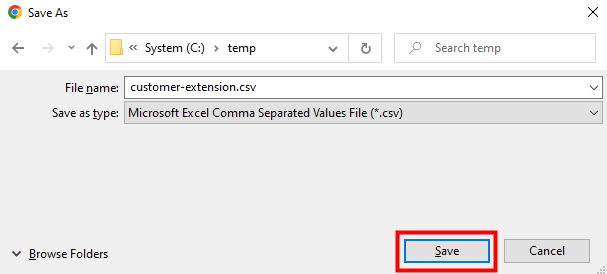 Save As
« System (C:) › temp
Search temp
File name: customer-extension.csv
Save as type: Microsoft Excel Comma Separated Values File (*.csv)
Browse Folders
Save
Cancel